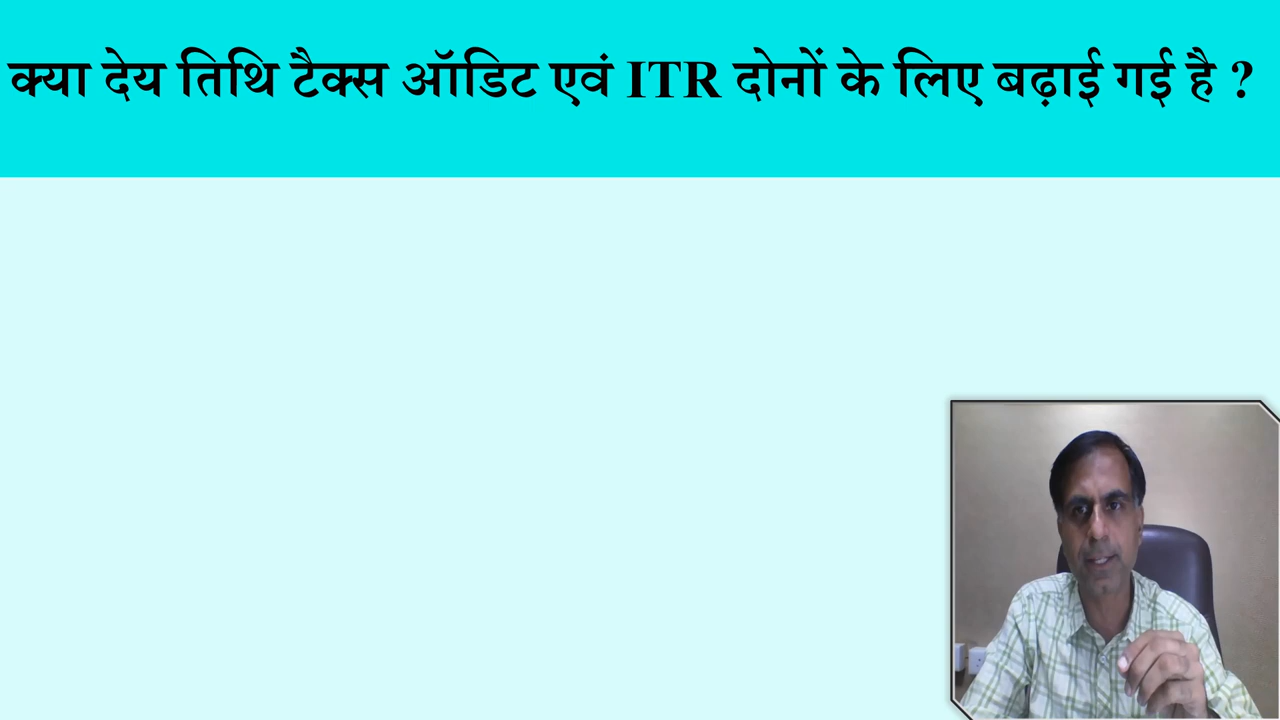 क्या देय तिथि टैक्स ऑडिट एवं ITR दोनों के लिए बढ़ाई गई है ?